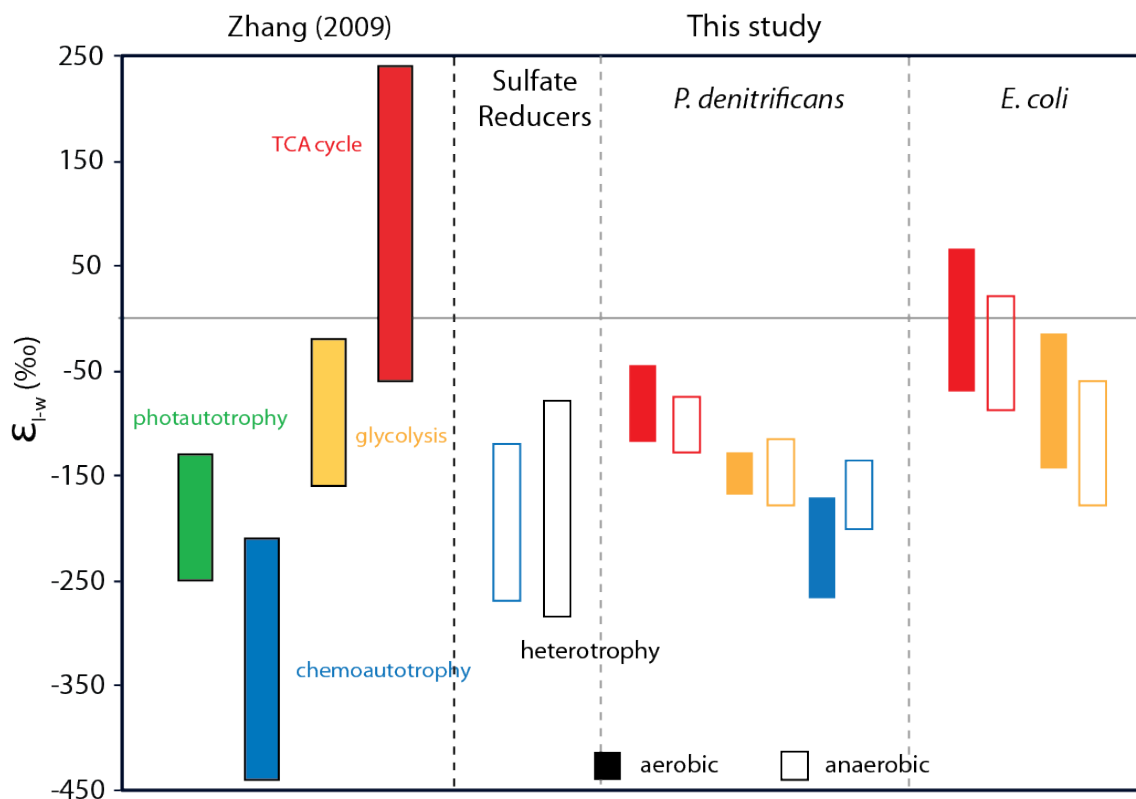 Zhang (2009)
This study
250
150
50
-50
-150
-250
-350
-450
εl-w (‰)
TCA cycle
photautotrophy
glycolysis
chemoautotrophy
Sulfate
Reducers
heterotrophy
P. denitrificans
E. coli
aerobic
anaerobic